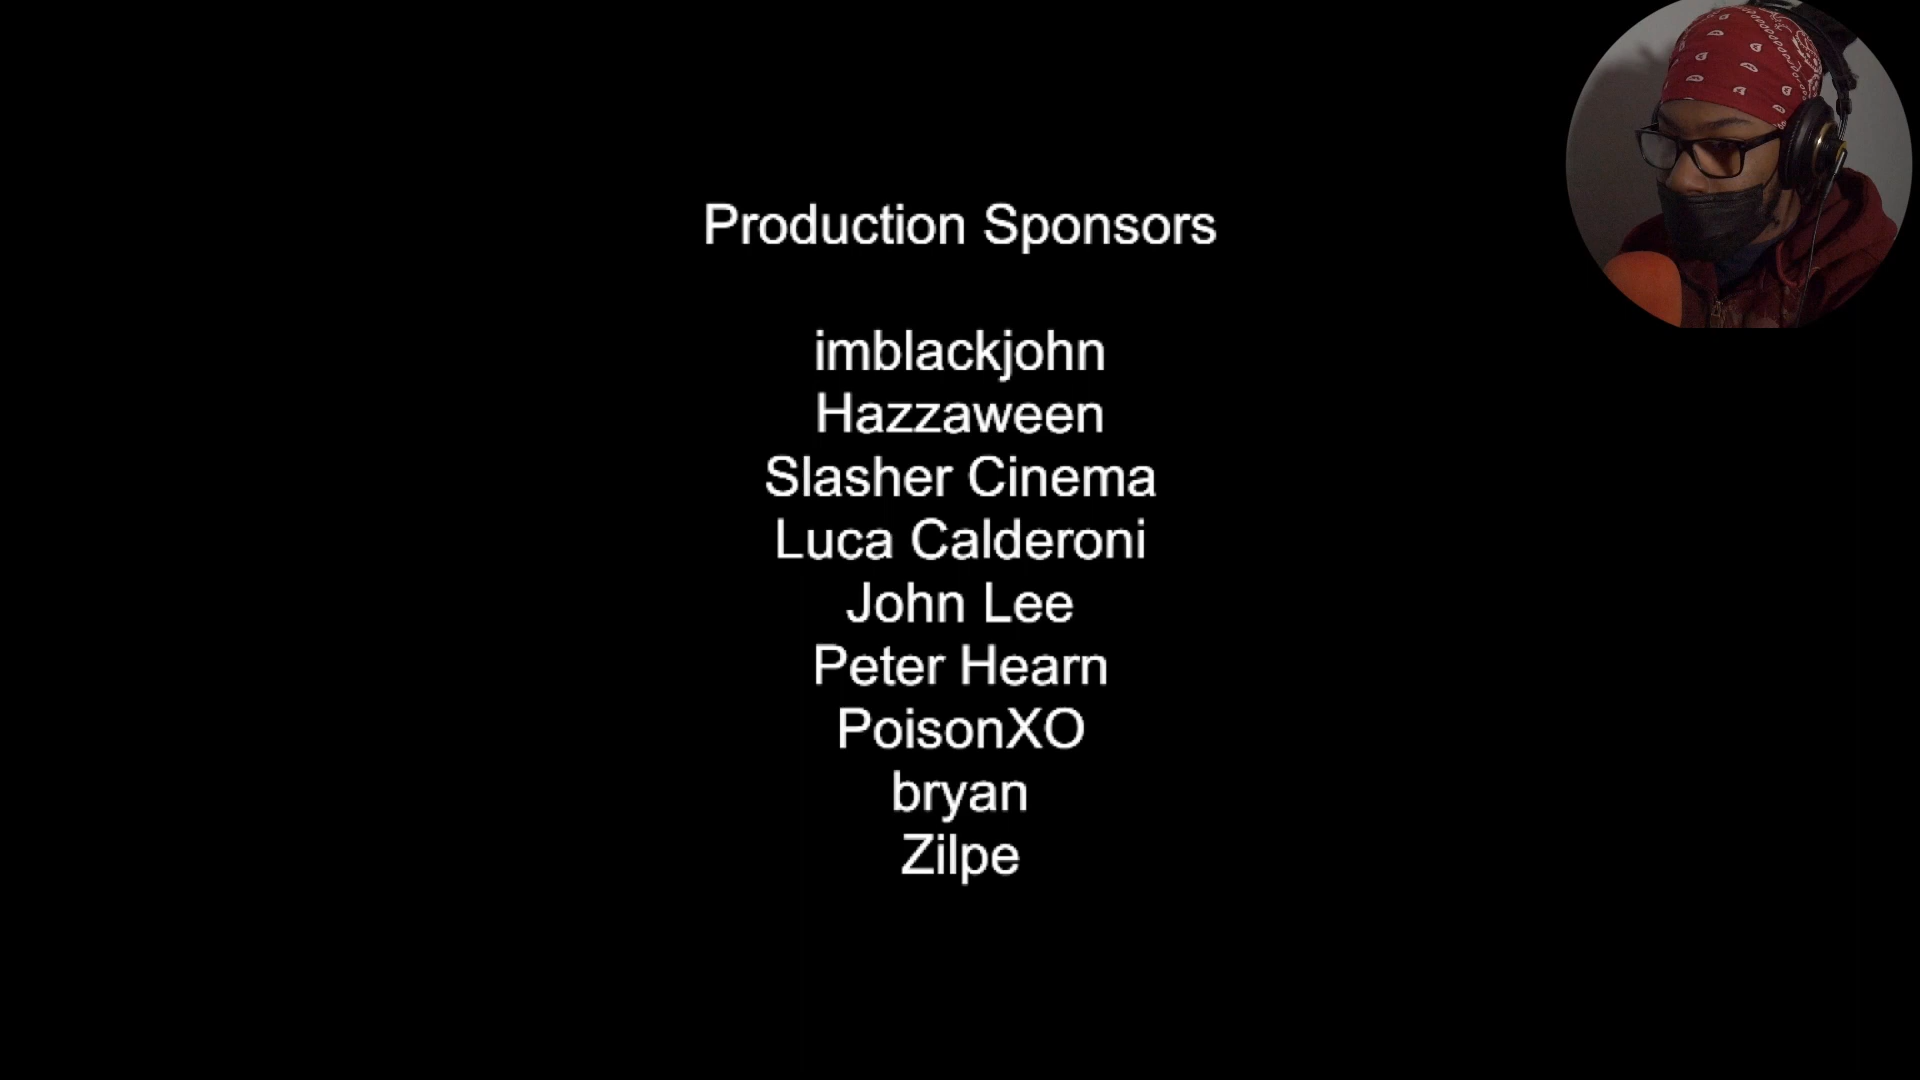 Production Sponsors
imblackjohn
Hazzaween
Slasher Cinema
Luca Calderoni
John Lee
Peter Hearn
PoisonXO
bryan
Zilpe